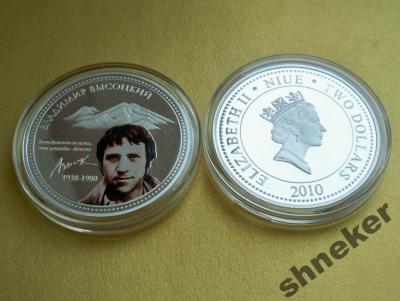 ВЛАДИМИР ВЫСОЦКИЙ
1938-1980
ELIZABETH II · NIUE · TWO DOLLARS
2010
shneker